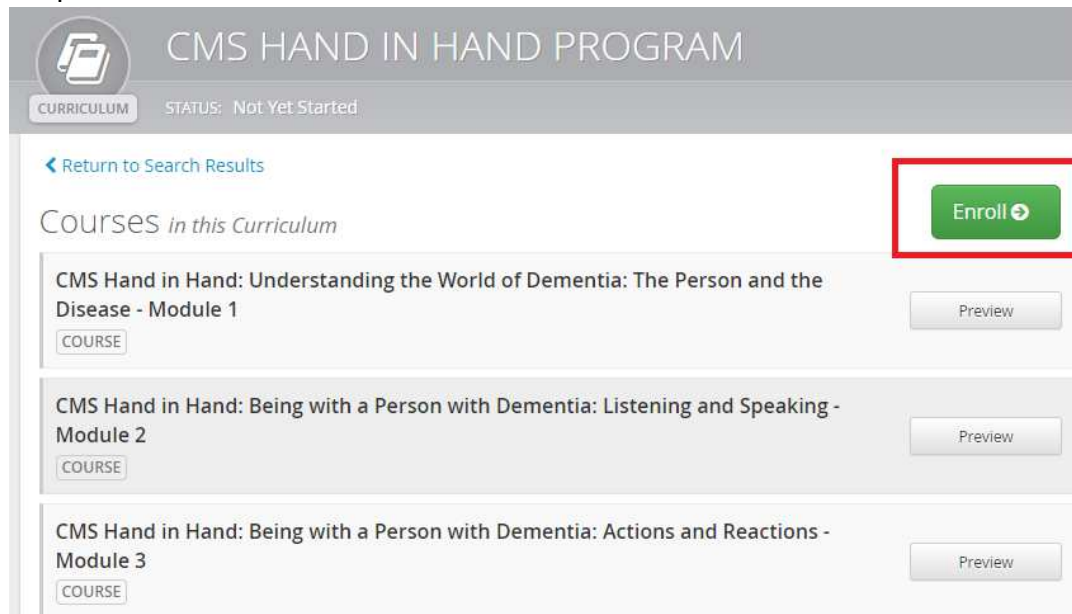 CMS HAND IN HAND PROGRAM
CURRICULUM
STATUS: Not Yet Started
Return to Search Results
Courses in this Curriculum
Enroll
CMS Hand in Hand: Understanding the World of Dementia: The Person and the
Disease - Module 1
Preview
COURSE
CMS Hand in Hand: Being with a Person with Dementia: Listening and Speaking -
Module 2
Preview
COURSE
CMS Hand in Hand: Being with a Person with Dementia: Actions and Reactions -
Module 3
Preview
COURSE